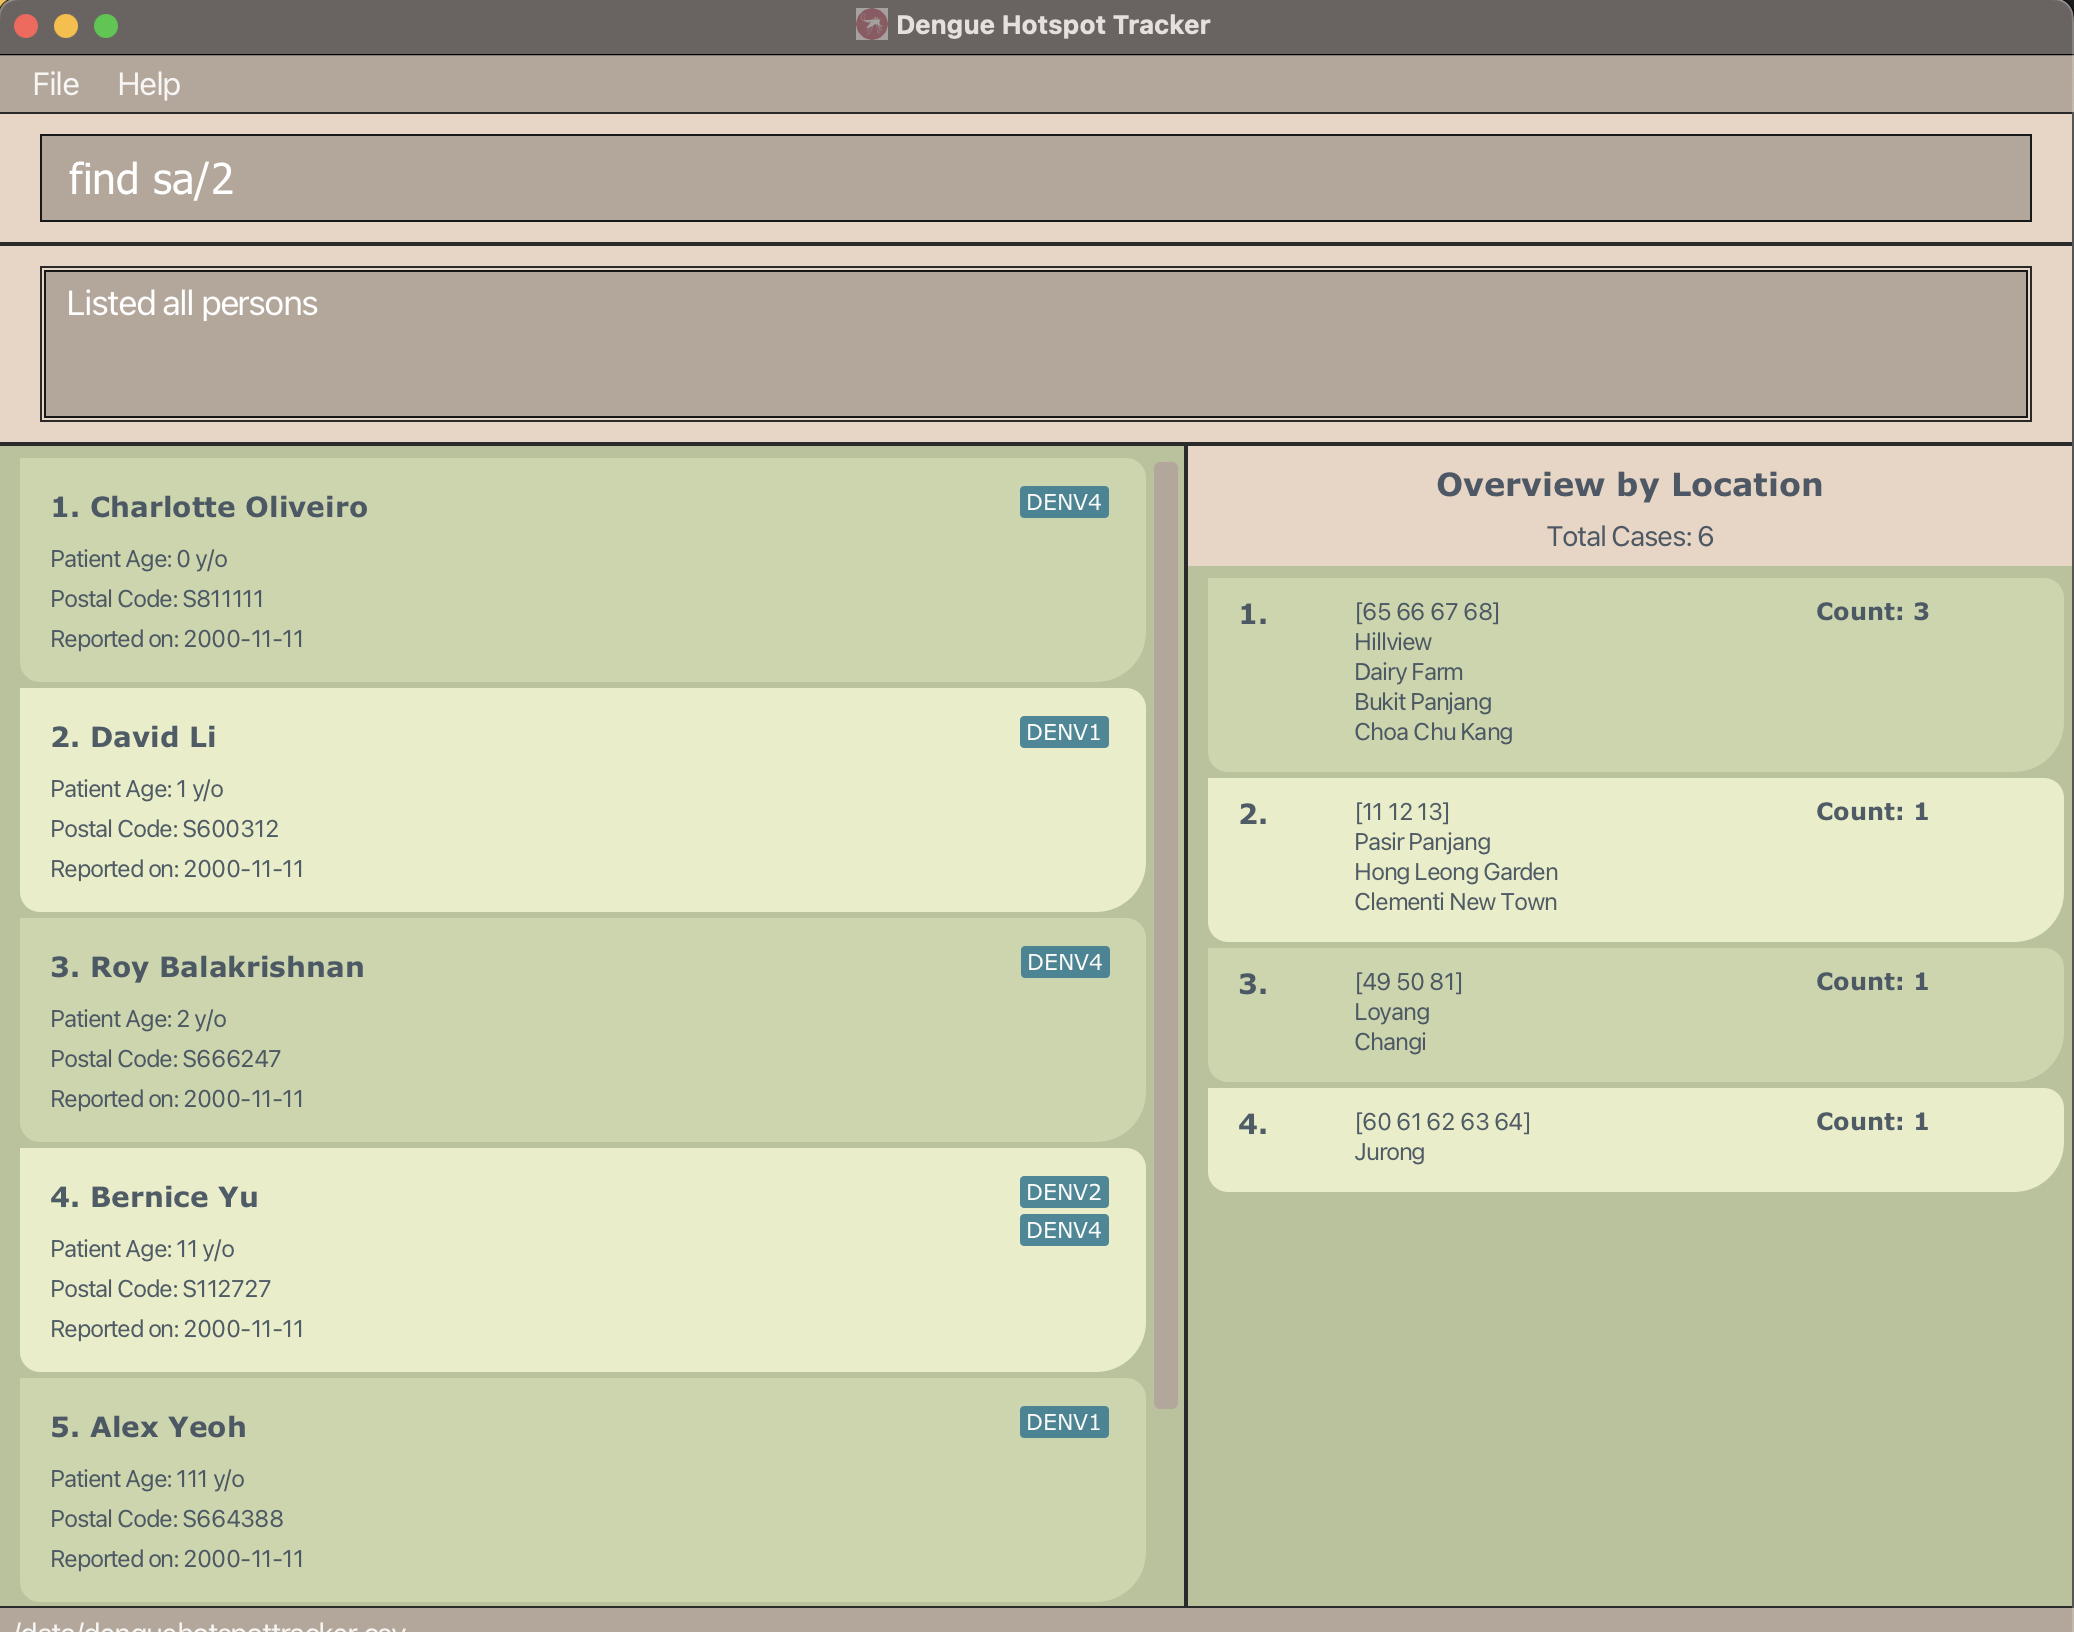 Dengue Hotspot Tracker
File Help
find sa/2
Listed all persons
1. Charlotte Oliveiro DENV4
Patient Age: 0 y/o
Postal Code: S811111
Reported on: 2000-11-11
2. David Li DENV1
Patient Age: 1 y/o
Postal Code: S600312
Reported on: 2000-11-11
3. Roy Balakrishnan DENV4
Patient Age: 2 y/o
Postal Code: S666247
Reported on: 2000-11-11
4. Bernice Yu DENV2
DENV4
Patient Age: 11 y/o
Postal Code: S112727
Reported on: 2000-11-11
5. Alex Yeoh DENV1
Patient Age: 111 y/o
Postal Code: S664388
Reported on: 2000-11-11
Overview by Location
Total Cases: 6
1. [65 66 67 68] Count: 3
Hillview
Dairy Farm
Bukit Panjang
Choa Chu Kang
2. [11 12 13] Count: 1
Pasir Panjang
Hong Leong Garden
Clementi New Town
3. [49 50 81] Count: 1
Loyang
Changi
4. [60 61 62 63 64] Count: 1
Jurong
/data/denguehotspottracker.csv